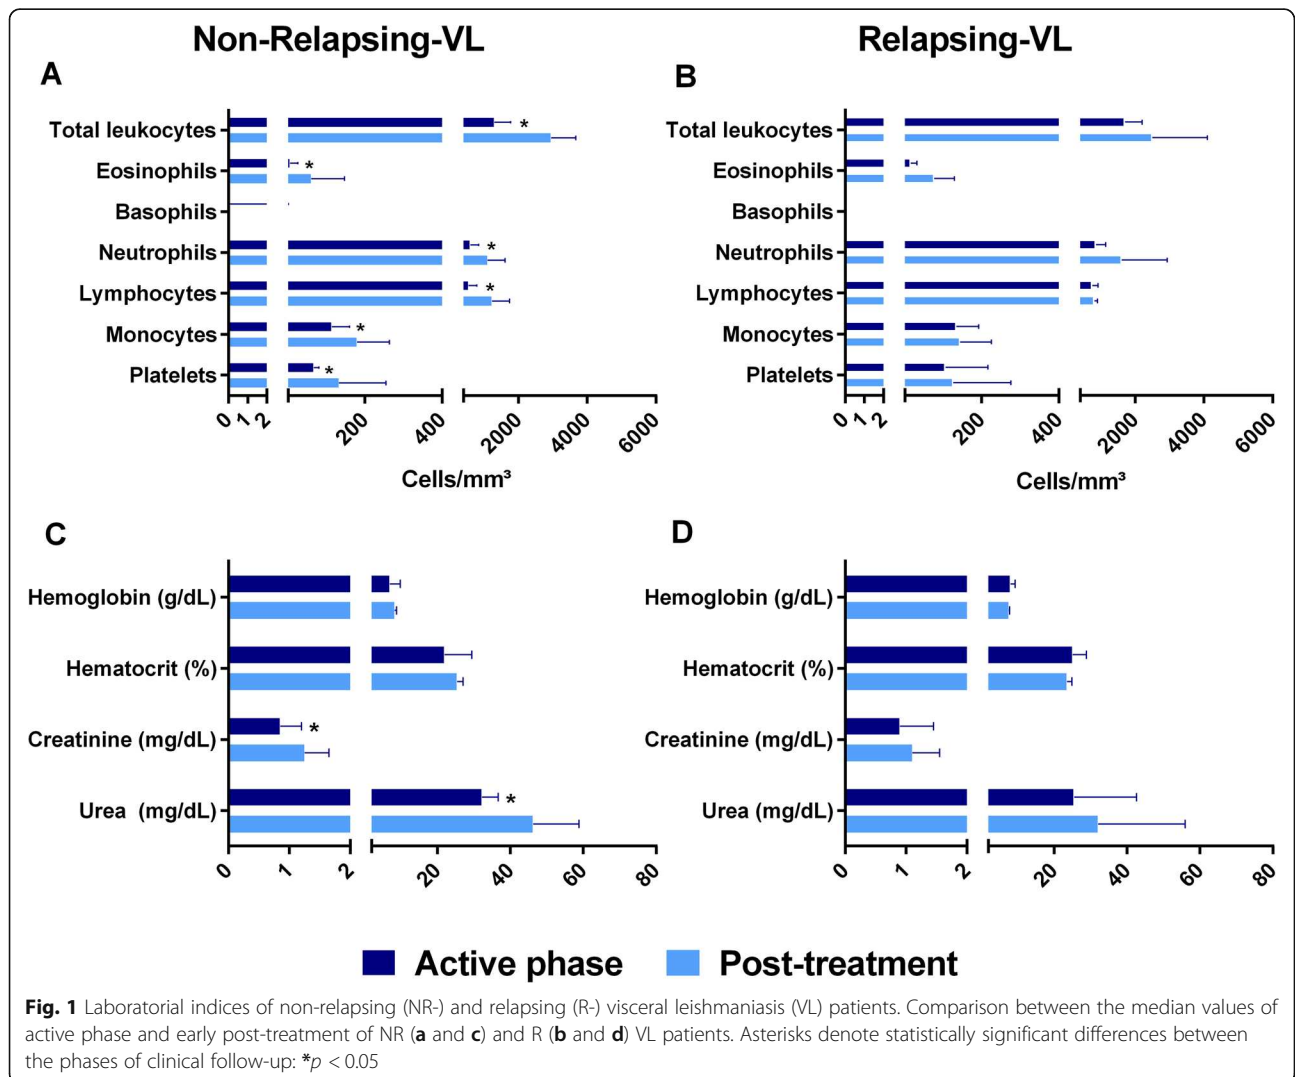 Non-Relapsing-VL
Relapsing-VL
A
B
Total leukocytes
*
Eosinophils
*
Basophils
Neutrophils
*
Lymphocytes
*
Monocytes
*
Platelets
*
0 1 2 200 400 2000 4000 6000
Cells/mm³
Total leukocytes
Eosinophils
Basophils
Neutrophils
Lymphocytes
Monocytes
Platelets
0 1 2 200 400 2000 4000 6000
Cells/mm³
C
D
Hemoglobin (g/dL)
Hematocrit (%)
Creatinine (mg/dL)
*
Urea (mg/dL)
*
0 1 2 20 40 60 80
Hemoglobin (g/dL)
Hematocrit (%)
Creatinine (mg/dL)
Urea (mg/dL)
0 1 2 20 40 60 80
Active phase
Post-treatment
Fig. 1 Laboratorial indices of non-relapsing (NR-) and relapsing (R-) visceral leishmaniasis (VL) patients. Comparison between the median values of
active phase and early post-treatment of NR (a and c) and R (b and d) VL patients. Asterisks denote statistically significant differences between
the phases of clinical follow-up: *p < 0.05